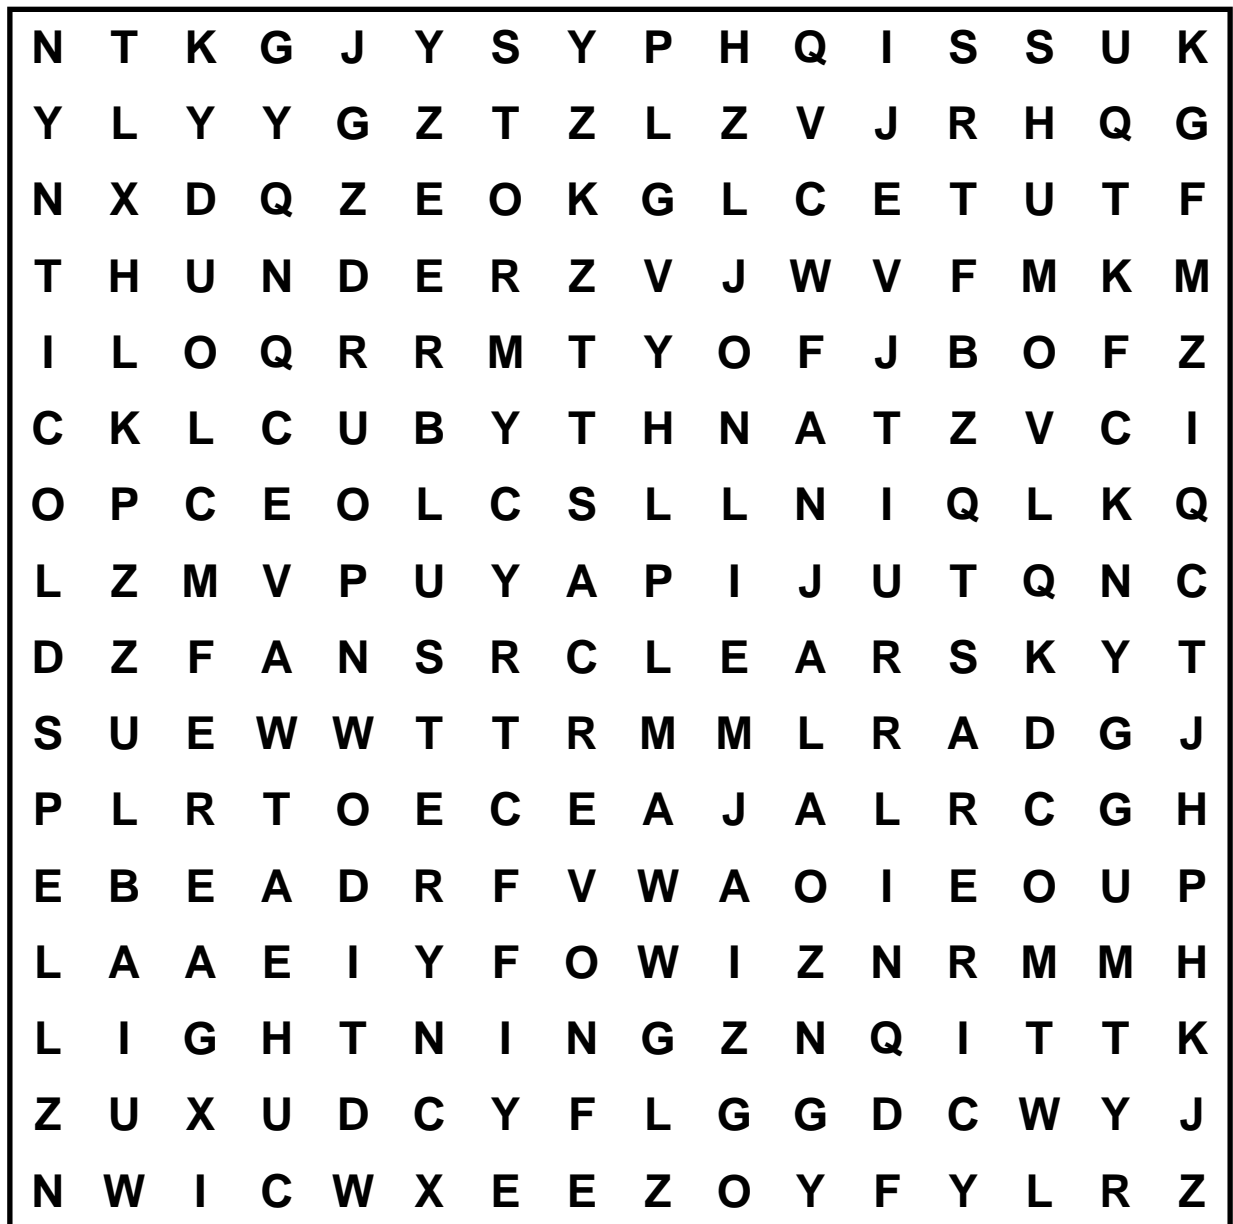 N T K G J Y S Y P H Q I S S U K
Y L Y Y G Z T Z L Z V J R H Q G
N X D Q Z E O K G L C E T U T F
T H U N D E R Z V J W V F M K M
I L O Q R R M T Y O F J B O F Z
C K L C U B Y T H N A T Z V C I
O P C E O L C S L L N I Q L K Q
L Z M V P U Y A P I J U T Q N C
D Z F A N S R C L E A R S K Y T
S U E W W T T R M M L R A D G J
P L R T O E C E A J A L R C G H
E B E A D R F V W A O I E O U P
L A A E I Y F O W I Z N R M M H
L I G H T N I N G Z N Q I T T K
Z U X U D C Y F L G G D C W Y J
N W I C W X E E Z O Y F Y L R Z